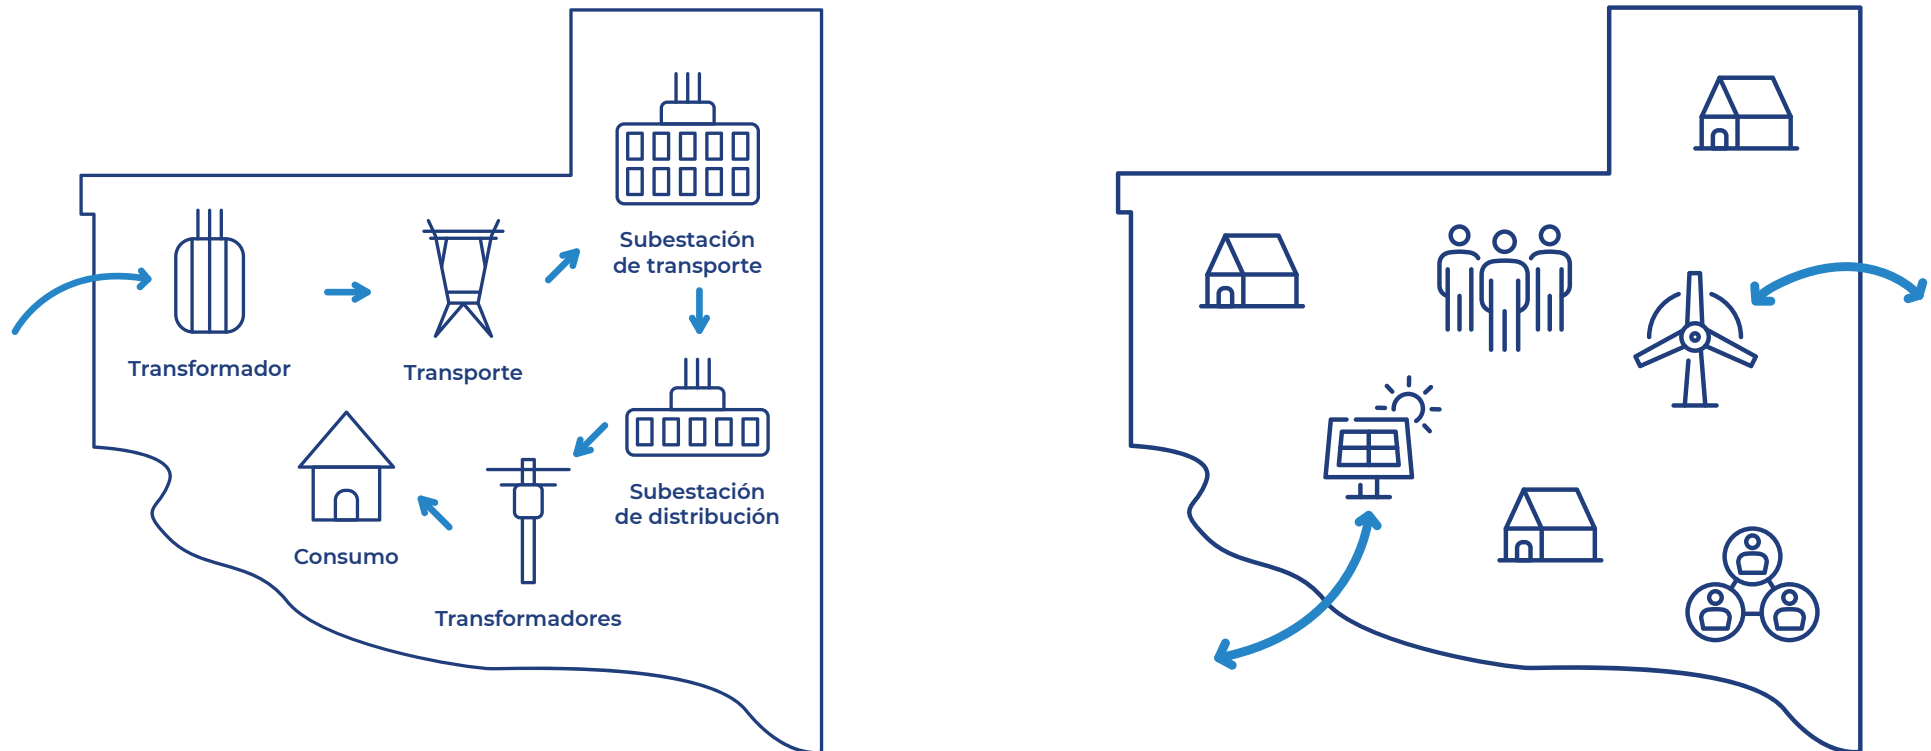 Subestación
de transporte
Transformador
Transporte
Subestación
de distribución
Consumo
Transformadores